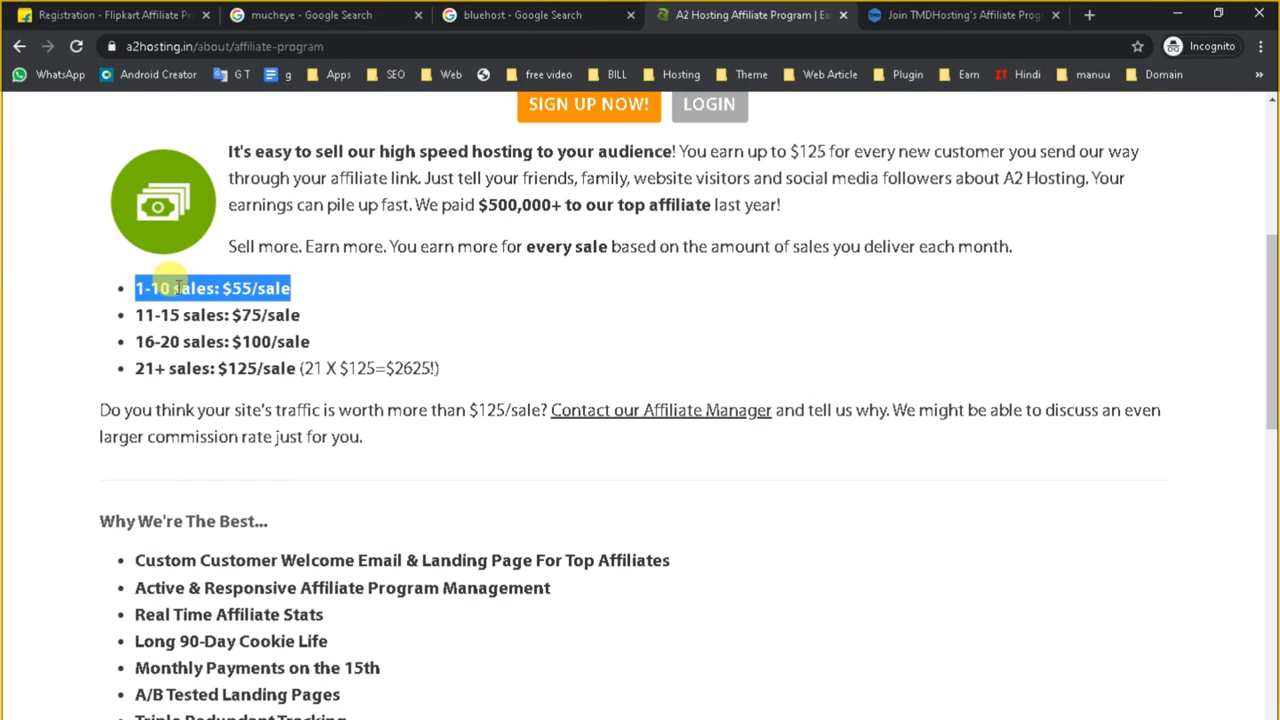 Registration - Flipkart Affiliate Pr
mucheye - Google Search
bluehost - Google Search
A2 Hosting Affiliate Program | Ea
Join TMDHosting's Affiliate Prog
a2hosting.in/about/affiliate-program
Incognito
WhatsApp
Android Creator
G T
g
Apps
SEO
Web
free video
BILL
Hosting
Theme
Web Article
Plugin
Earn
IT Hindi
manuu
Domain
SIGN UP NOW!
LOGIN
It's easy to sell our high speed hosting to your audience! You earn up to $125 for every new customer you send our way
through your affiliate link. Just tell your friends, family, website visitors and social media followers about A2 Hosting. Your
earnings can pile up fast. We paid $500,000+ to our top affiliate last year!
Sell more. Earn more. You earn more for every sale based on the amount of sales you deliver each month.
• 1-10 sales: $55/sale
• 11-15 sales: $75/sale
• 16-20 sales: $100/sale
• 21+ sales: $125/sale (21 X $125=$2625!)
Do you think your site's traffic is worth more than $125/sale? Contact our Affiliate Manager and tell us why. We might be able to discuss an even
larger commission rate just for you.
Why We're The Best...
• Custom Customer Welcome Email & Landing Page For Top Affiliates
• Active & Responsive Affiliate Program Management
• Real Time Affiliate Stats
• Long 90-Day Cookie Life
• Monthly Payments on the 15th
• A/B Tested Landing Pages
• Triple Redundant Tracking